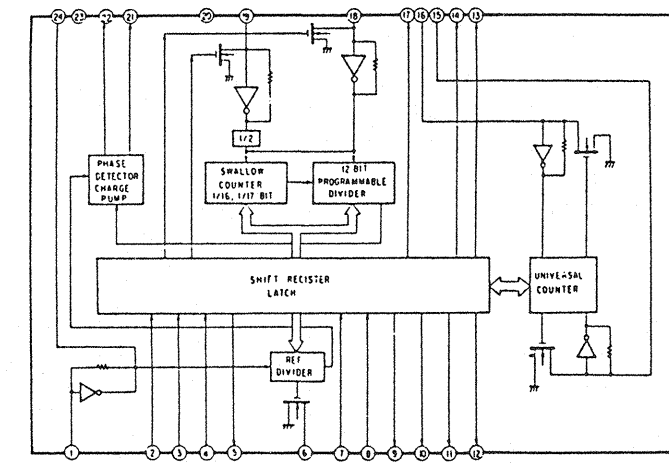 24 23 22 21 20 19 18 17 16 15 14 13
1/2
PHASE
DETECTOR
CHARGE
PUMP
SWALLOW
COUNTER
1/16, 1/17 BIT
12 BIT
PROGRAMMABLE
DIVIDER
SHIFT REGISTER
LATCH
UNIVERSAL
COUNTER
REF
DIVIDER
1 2 3 4 5 6 7 8 9 10 11 12